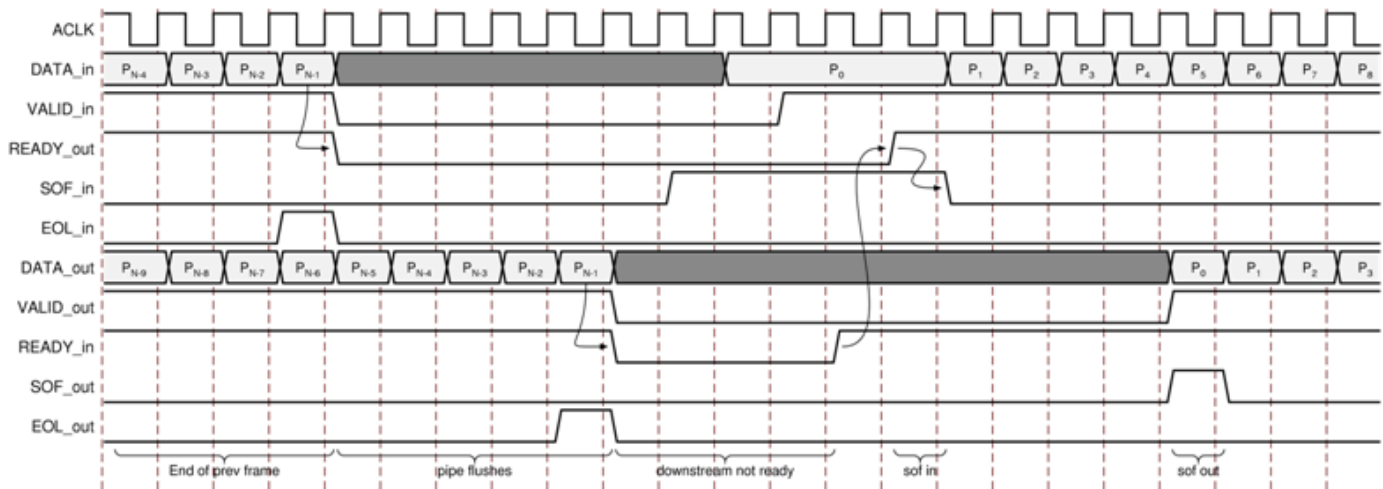 ACLK
DATA_in P_N-4 P_N-3 P_N-2 P_N-1 P_0 P_1 P_2 P_3 P_4 P_5 P_6 P_7 P_8
VALID_in
READY_out
SOF_in
EOL_in
DATA_out P_N-9 P_N-8 P_N-7 P_N-6 P_N-5 P_N-4 P_N-3 P_N-2 P_N-1 P_0 P_1 P_2 P_3
VALID_out
READY_in
SOF_out
EOL_out
End of prev frame pipe flushes downstream not ready sof in sof out